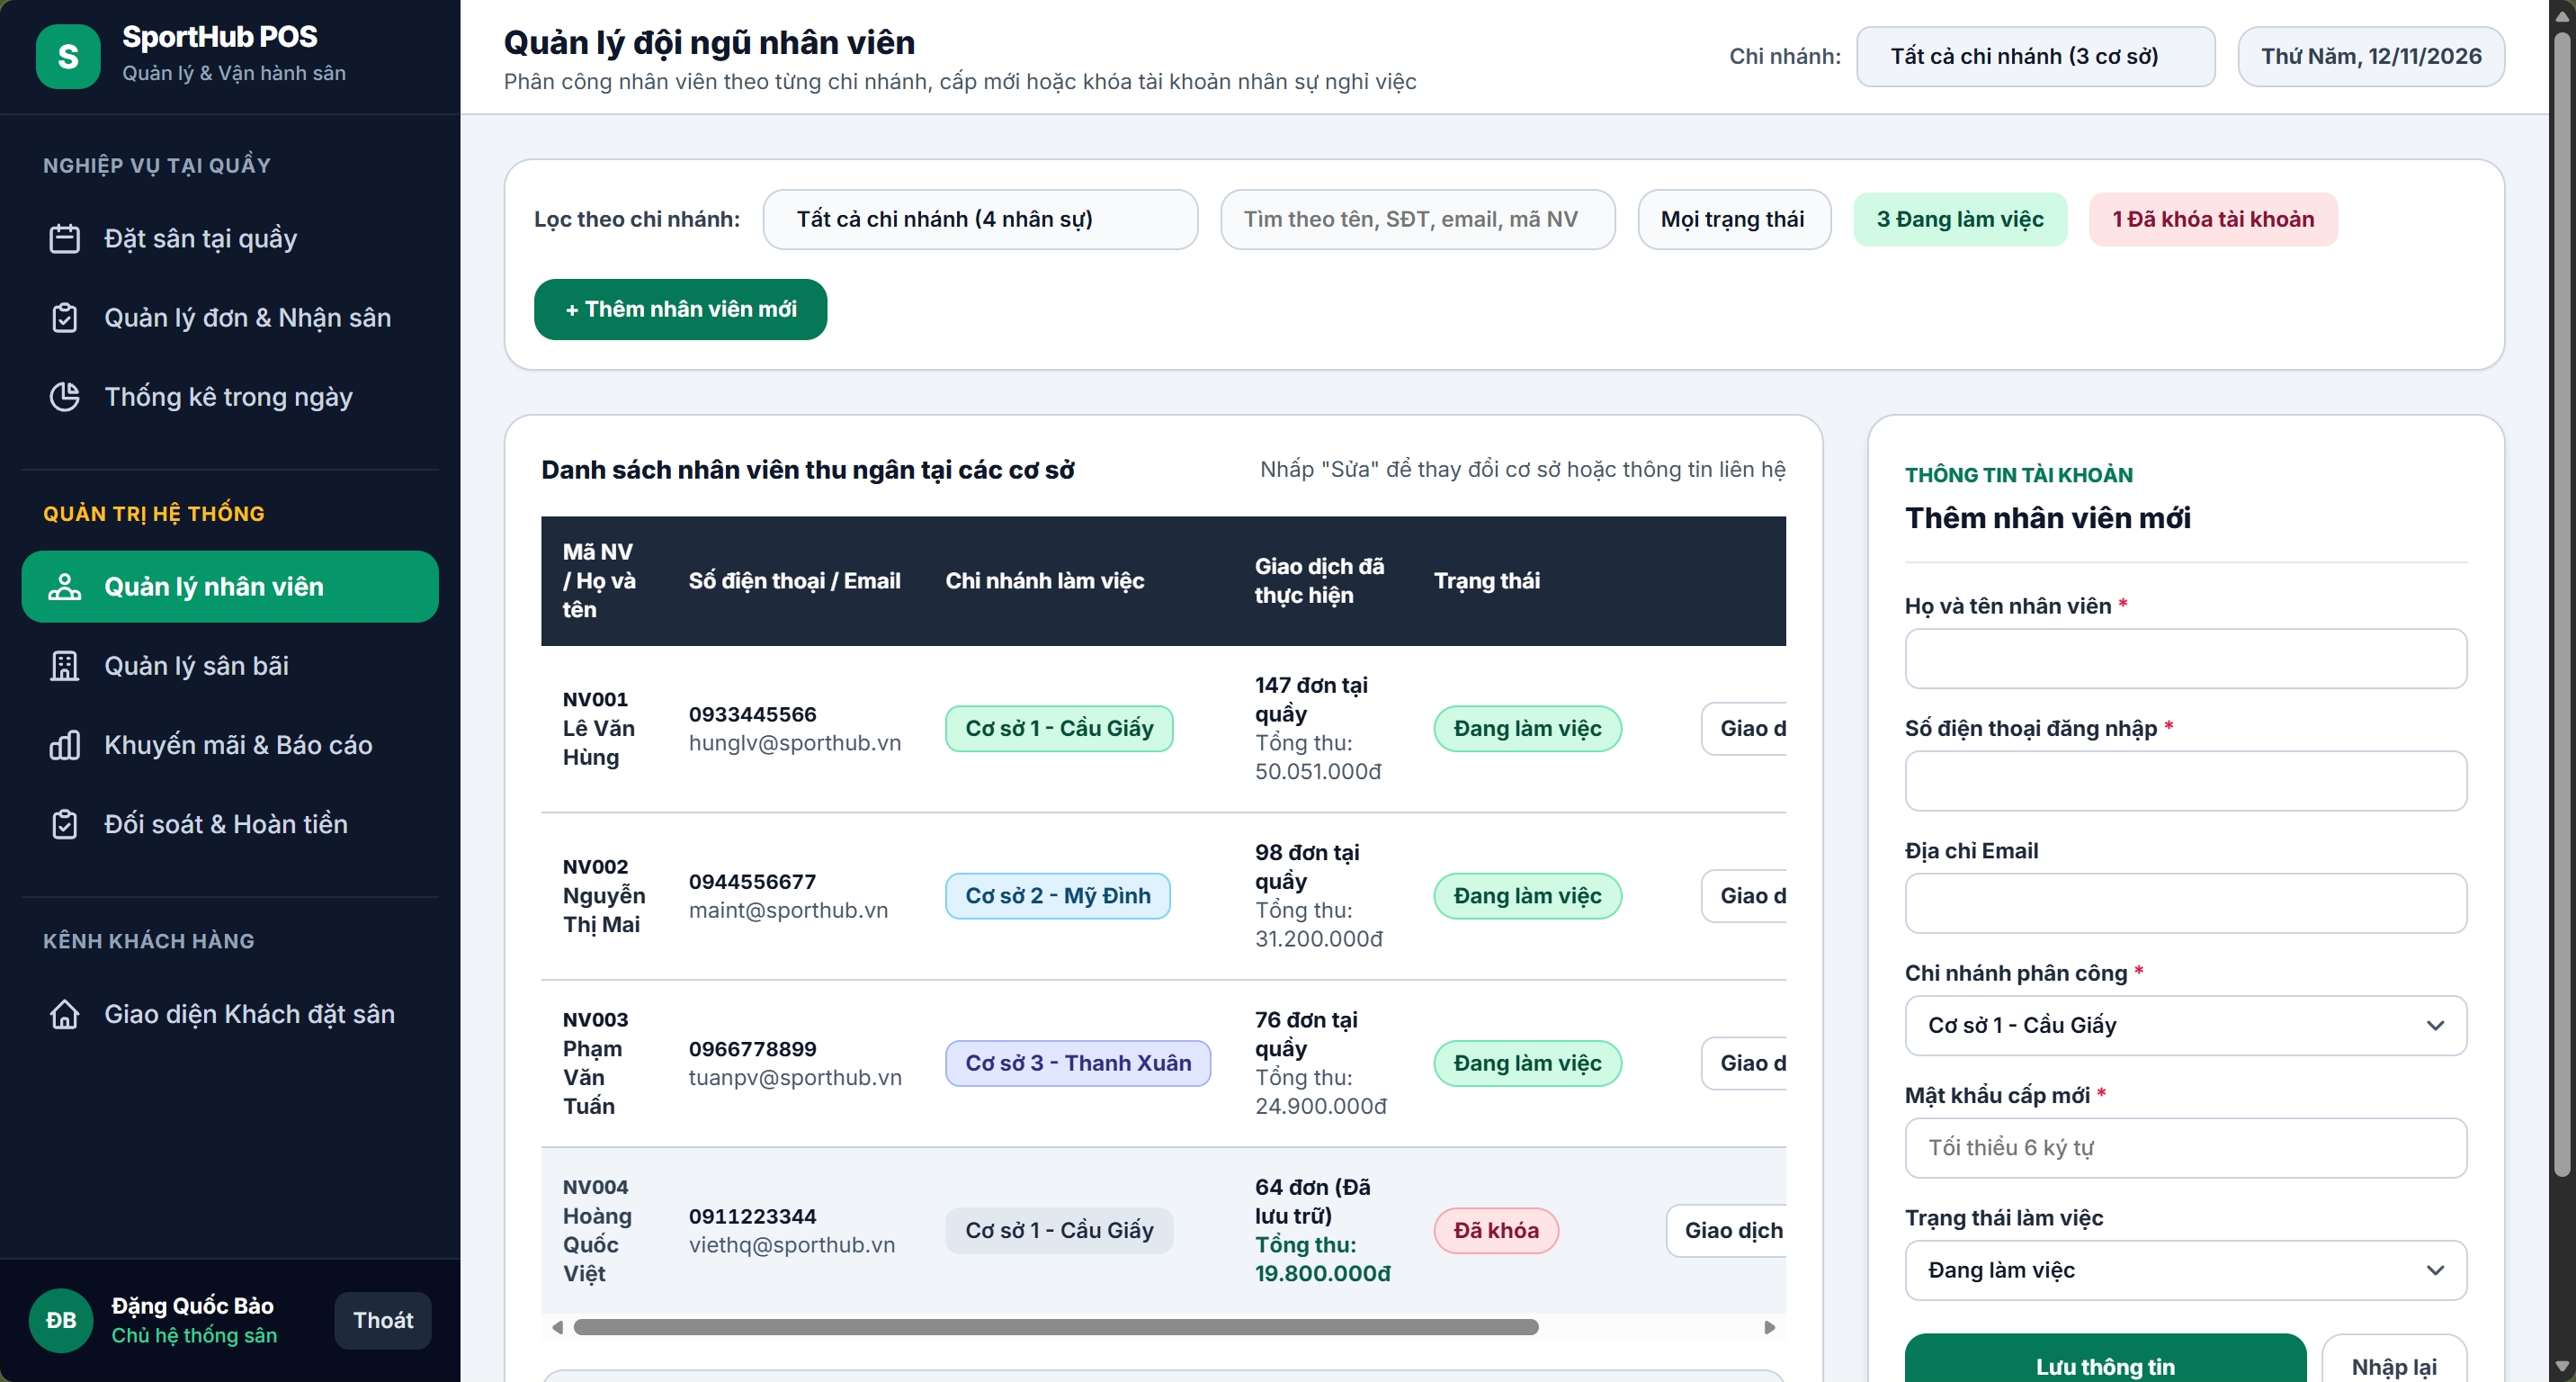 S
SportHub POS
Quản lý & Vận hành sân
NGHIỆP VỤ TẠI QUẦY
Đặt sân tại quầy
Quản lý đơn & Nhận sân
Thống kê trong ngày
QUẢN TRỊ HỆ THỐNG
Quản lý nhân viên
Quản lý sân bãi
Khuyến mãi & Báo cáo
Đối soát & Hoàn tiền
KÊNH KHÁCH HÀNG
Giao diện Khách đặt sân
ĐB
Đặng Quốc Bảo
Chủ hệ thống sân
Thoát
Quản lý đội ngũ nhân viên
Phân công nhân viên theo từng chi nhánh, cấp mới hoặc khóa tài khoản nhân sự nghỉ việc
Chi nhánh:
Tất cả chi nhánh (3 cơ sở)
Thứ Năm, 12/11/2026
Lọc theo chi nhánh:
Tất cả chi nhánh (4 nhân sự)
Tìm theo tên, SĐT, email, mã NV
Mọi trạng thái
3 Đang làm việc
1 Đã khóa tài khoản
+ Thêm nhân viên mới
Danh sách nhân viên thu ngân tại các cơ sở
Nhấp "Sửa" để thay đổi cơ sở hoặc thông tin liên hệ
Mã NV
/ Họ và
tên
Số điện thoại / Email
Chi nhánh làm việc
Giao dịch đã
thực hiện
Trạng thái
NV001
Lê Văn
Hùng
0933445566
hunglv@sporthub.vn
Cơ sở 1 - Cầu Giấy
147 đơn tại
quầy
Tổng thu:
50.051.000đ
Đang làm việc
Giao d
NV002
Nguyễn
Thị Mai
0944556677
maint@sporthub.vn
Cơ sở 2 - Mỹ Đình
98 đơn tại
quầy
Tổng thu:
31.200.000đ
Đang làm việc
Giao d
NV003
Phạm
Văn
Tuấn
0966778899
tuanpv@sporthub.vn
Cơ sở 3 - Thanh Xuân
76 đơn tại
quầy
Tổng thu:
24.900.000đ
Đang làm việc
Giao d
NV004
Hoàng
Quốc
Việt
0911223344
viethq@sporthub.vn
Cơ sở 1 - Cầu Giấy
64 đơn (Đã
lưu trữ)
Tổng thu:
19.800.000đ
Đã khóa
Giao dịch
THÔNG TIN TÀI KHOẢN
Thêm nhân viên mới
Họ và tên nhân viên *
Số điện thoại đăng nhập *
Địa chỉ Email
Chi nhánh phân công *
Cơ sở 1 - Cầu Giấy
Mật khẩu cấp mới *
Tối thiểu 6 ký tự
Trạng thái làm việc
Đang làm việc
Lưu thông tin
Nhập lại